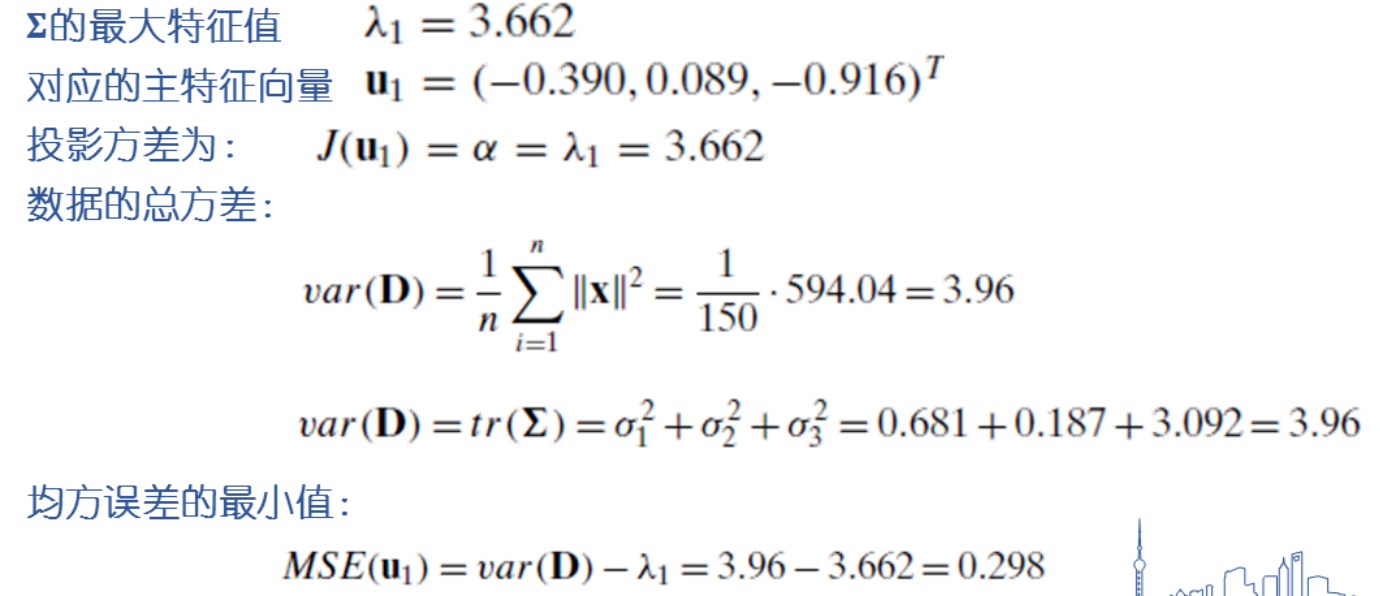 Σ的最大特征值 λ₁ = 3.662
对应的主特征向量 u₁ = (−0.390, 0.089, −0.916)ᵀ
投影方差为: J(u₁) = α = λ₁ = 3.662
数据的总方差:
var(D) = \frac{1}{n} \sum_{i=1}^{n} ‖x‖² = \frac{1}{150} · 594.04 = 3.96
var(D) = tr(Σ) = σ₁² + σ₂² + σ₃² = 0.681 + 0.187 + 3.092 = 3.96
均方误差的最小值:
MSE(u₁) = var(D) − λ₁ = 3.96 − 3.662 = 0.298